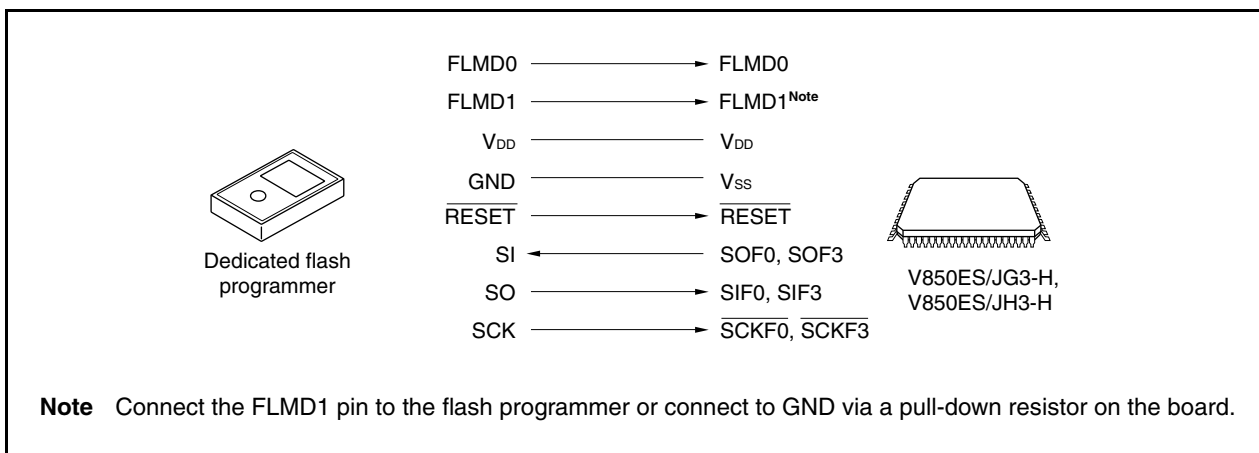 FLMD0 FLMD0
FLMD1 FLMD1Note
VDD VDD
GND VSS
RESET RESET
SI SOF0, SOF3
SO SIF0, SIF3
SCK SCKF0, SCKF3
Dedicated flash
programmer
V850ES/JG3-H,
V850ES/JH3-H
Note Connect the FLMD1 pin to the flash programmer or connect to GND via a pull-down resistor on the board.